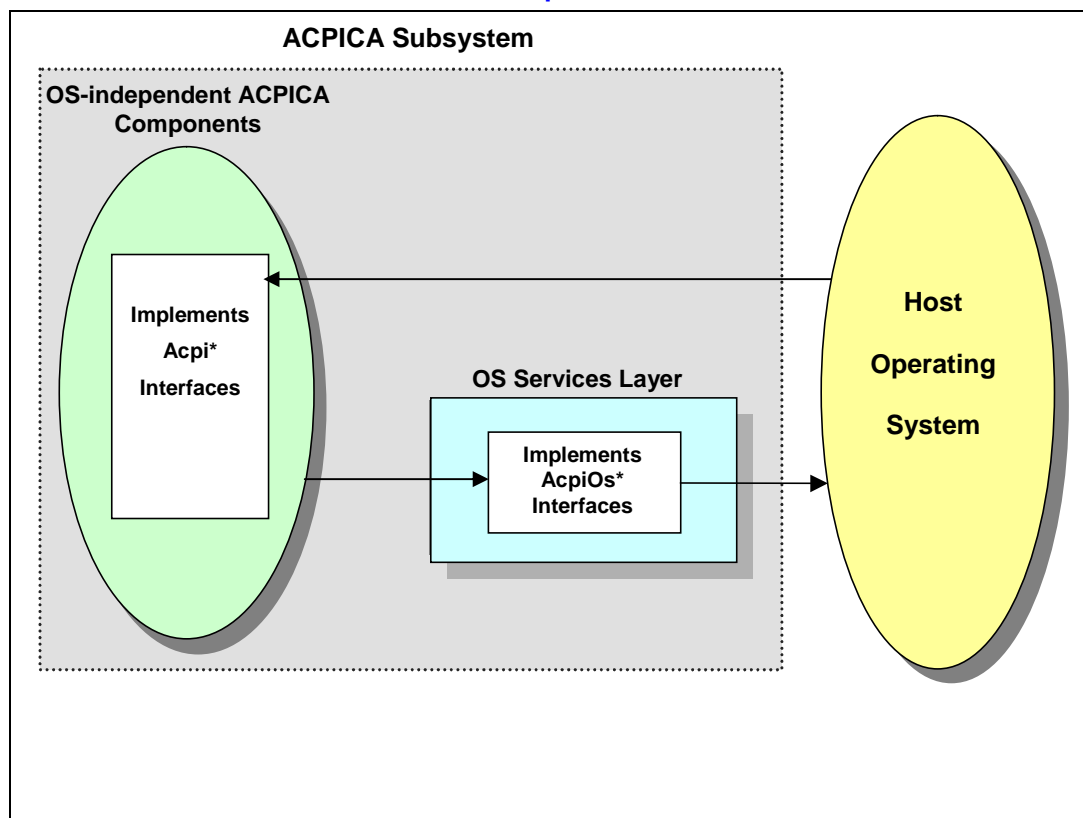 ACPICA Subsystem
OS-independent ACPICA
Components
Implements
Acpi*
Interfaces
OS Services Layer
Implements
AcpiOs*
Interfaces
Host
Operating
System